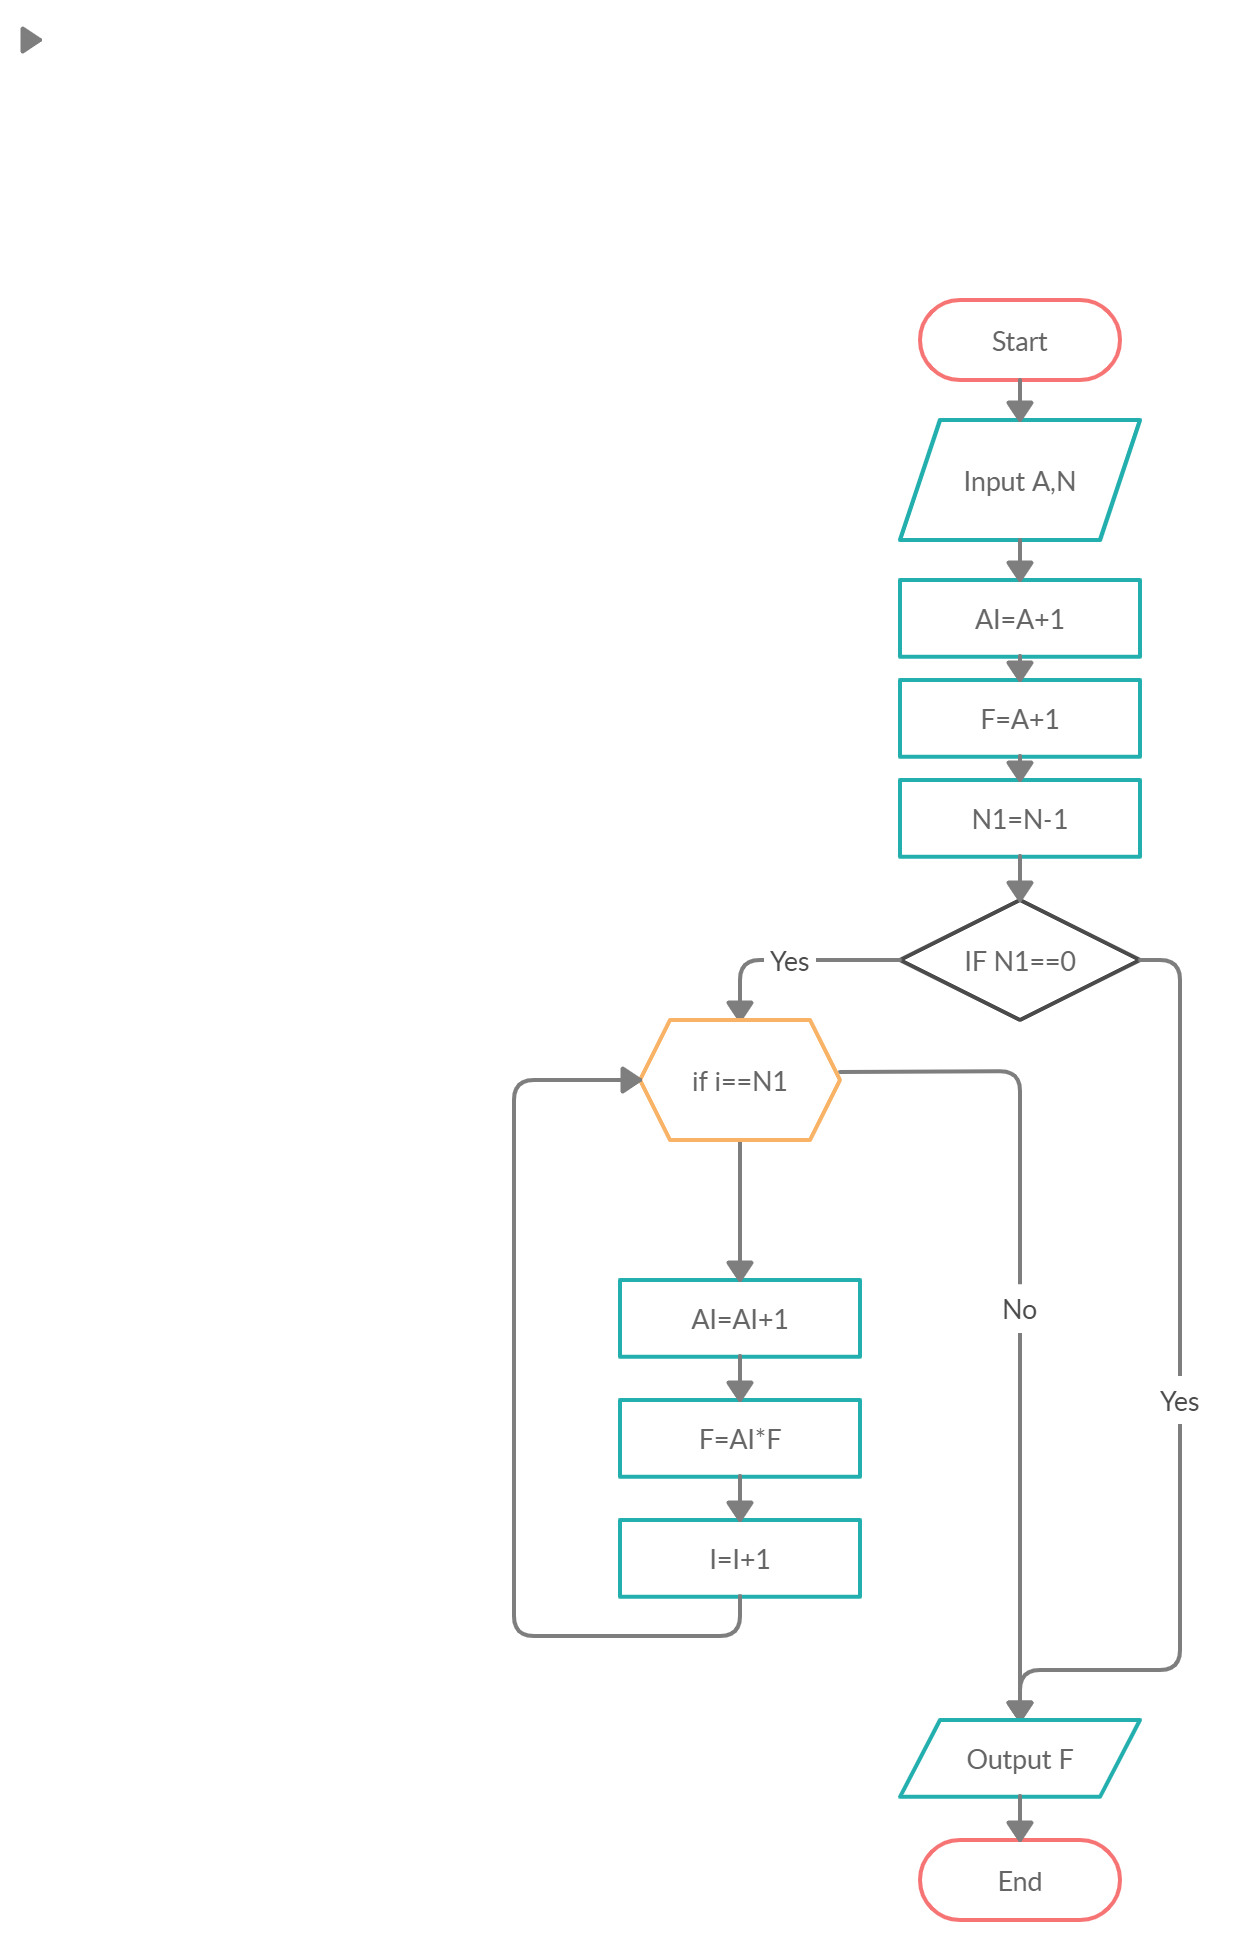 Start
Input A,N
AI=A+1
F=A+1
N1=N-1
IF N1==0
Yes
if i==N1
AI=AI+1
No
Yes
F=AI*F
I=I+1
Output F
End